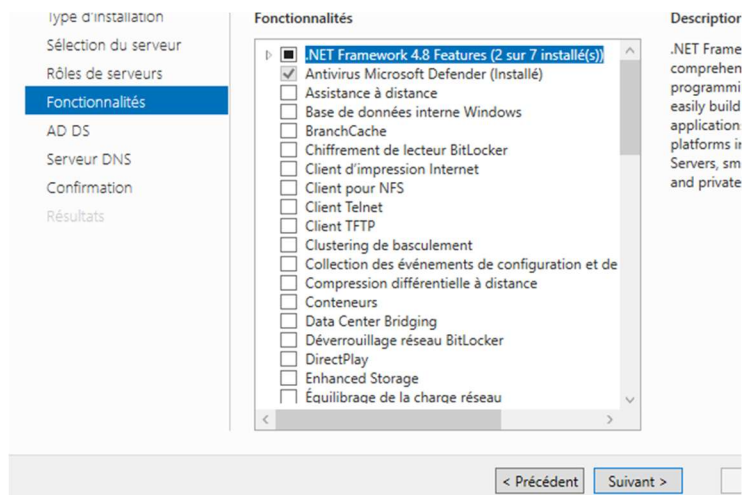 Type d'installation
Sélection du serveur
Rôles de serveurs
Fonctionnalités
AD DS
Serveur DNS
Confirmation
Résultats
Fonctionnalités
.NET Framework 4.8 Features (2 sur 7 installé(s))
Antivirus Microsoft Defender (Installé)
Assistance à distance
Base de données interne Windows
BranchCache
Chiffrement de lecteur BitLocker
Client d'impression Internet
Client pour NFS
Client Telnet
Client TFTP
Clustering de basculement
Collection des événements de configuration et de
Compression différentielle à distance
Conteneurs
Data Center Bridging
Déverrouillage réseau BitLocker
DirectPlay
Enhanced Storage
Équilibrage de la charge réseau
Description
.NET Frame
comprehen
programmi
easily build
application
platforms i
Servers, sm
and private
< Précédent
Suivant >